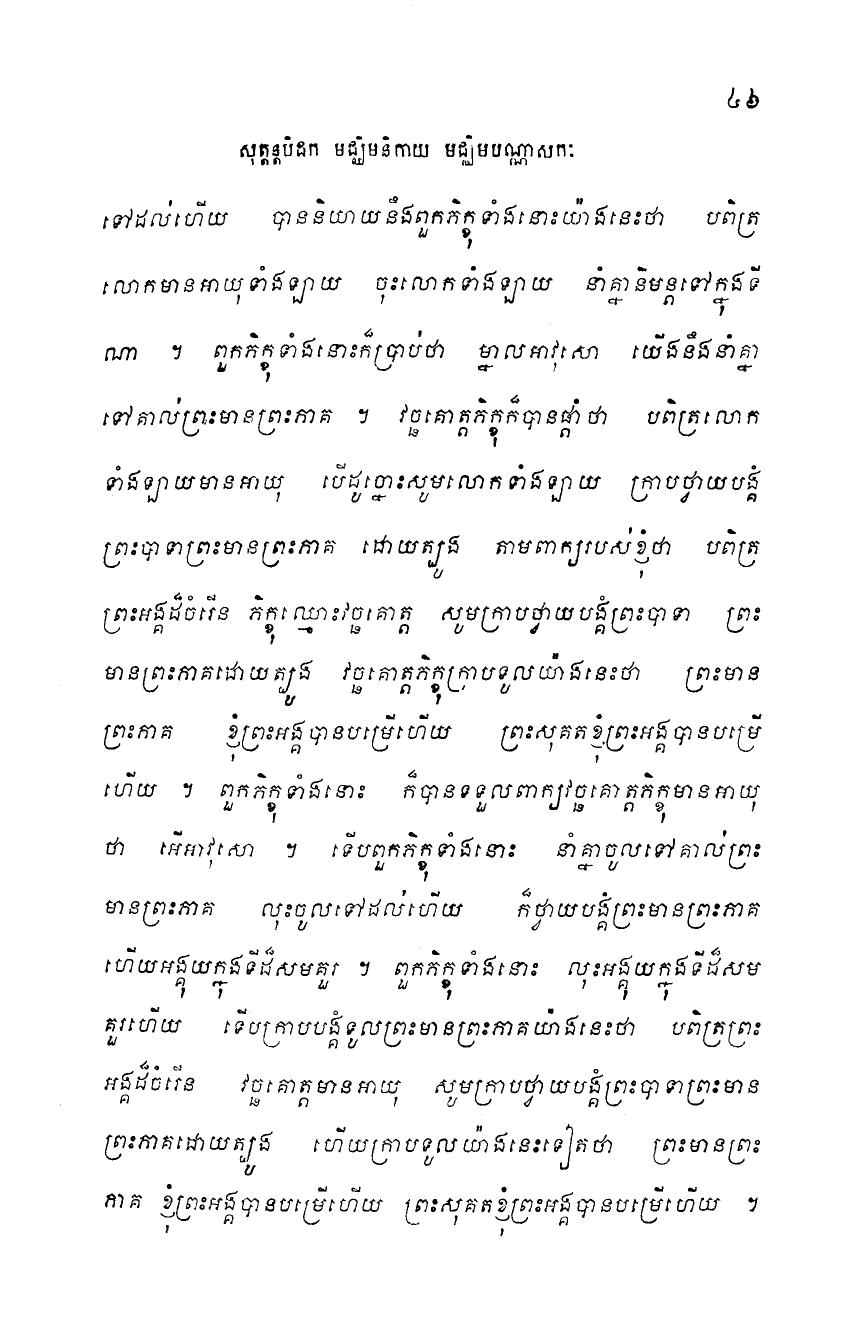 ៤៦
សុត្តន្តបិដក មជ្ឈិមនិកាយ មជ្ឈិមបណ្ណាសកៈ
ទៅដល់ហើយ បាននិយាយនឹងពួកភិក្ខុទាំងនោះយ៉ាងនេះថា បពិត្រ
លោកមានអាយុទាំងឡាយ ចុះលោកទាំងឡាយ នាំគ្នានិមន្តទៅក្នុងទី
ណា ។ ពួកភិក្ខុទាំងនោះក៏ប្រាប់ថា ម្នាលអាវុសោ យើងនឹងនាំគ្នា
ទៅគាល់ព្រះមានព្រះភាគ ។ វច្ឆគោត្តភិក្ខុក៏បានផ្តាំថា បពិត្រលោក
ទាំងឡាយមានអាយុ បើដូច្នោះសូមលោកទាំងឡាយ ក្រាបថ្វាយបង្គំ
ព្រះបាទាព្រះមានព្រះភាគ ដោយត្បូង តាមពាក្យរបស់ខ្ញុំថា បពិត្រ
ព្រះអង្គដ៏ចំរើន ភិក្ខុឈ្មោះវច្ឆគោត្ត សូមក្រាបថ្វាយបង្គំព្រះបាទា ព្រះ
មានព្រះភាគដោយត្បូង វច្ឆគោត្តភិក្ខុក្រាបទូលយ៉ាងនេះថា ព្រះមាន
ព្រះភាគ ខ្ញុំព្រះអង្គបានបម្រើហើយ ព្រះសុគតខ្ញុំព្រះអង្គបានបម្រើ
ហើយ ។ ពួកភិក្ខុទាំងនោះ ក៏បានទទួលពាក្យវច្ឆគោត្តភិក្ខុមានអាយុ
ថា អើអាវុសោ ។ ទើបពួកភិក្ខុទាំងនោះ នាំគ្នាចូលទៅគាល់ព្រះ
មានព្រះភាគ លុះចូលទៅដល់ហើយ ក៏ថ្វាយបង្គំព្រះមានព្រះភាគ
ហើយអង្គុយក្នុងទីដ៏សមគួរ ។ ពួកភិក្ខុទាំងនោះ លុះអង្គុយក្នុងទីដ៏សម
គួរហើយ ទើបក្រាបបង្គំទូលព្រះមានព្រះភាគយ៉ាងនេះថា បពិត្រព្រះ
អង្គដ៏ចំរើន វច្ឆគោត្តមានអាយុ សូមក្រាបថ្វាយបង្គំព្រះបាទាព្រះមាន
ព្រះភាគដោយត្បូង ហើយក្រាបទូលយ៉ាងនេះទៀតថា ព្រះមានព្រះ
ភាគ ខ្ញុំព្រះអង្គបានបម្រើហើយ ព្រះសុគតខ្ញុំព្រះអង្គបានបម្រើហើយ ។